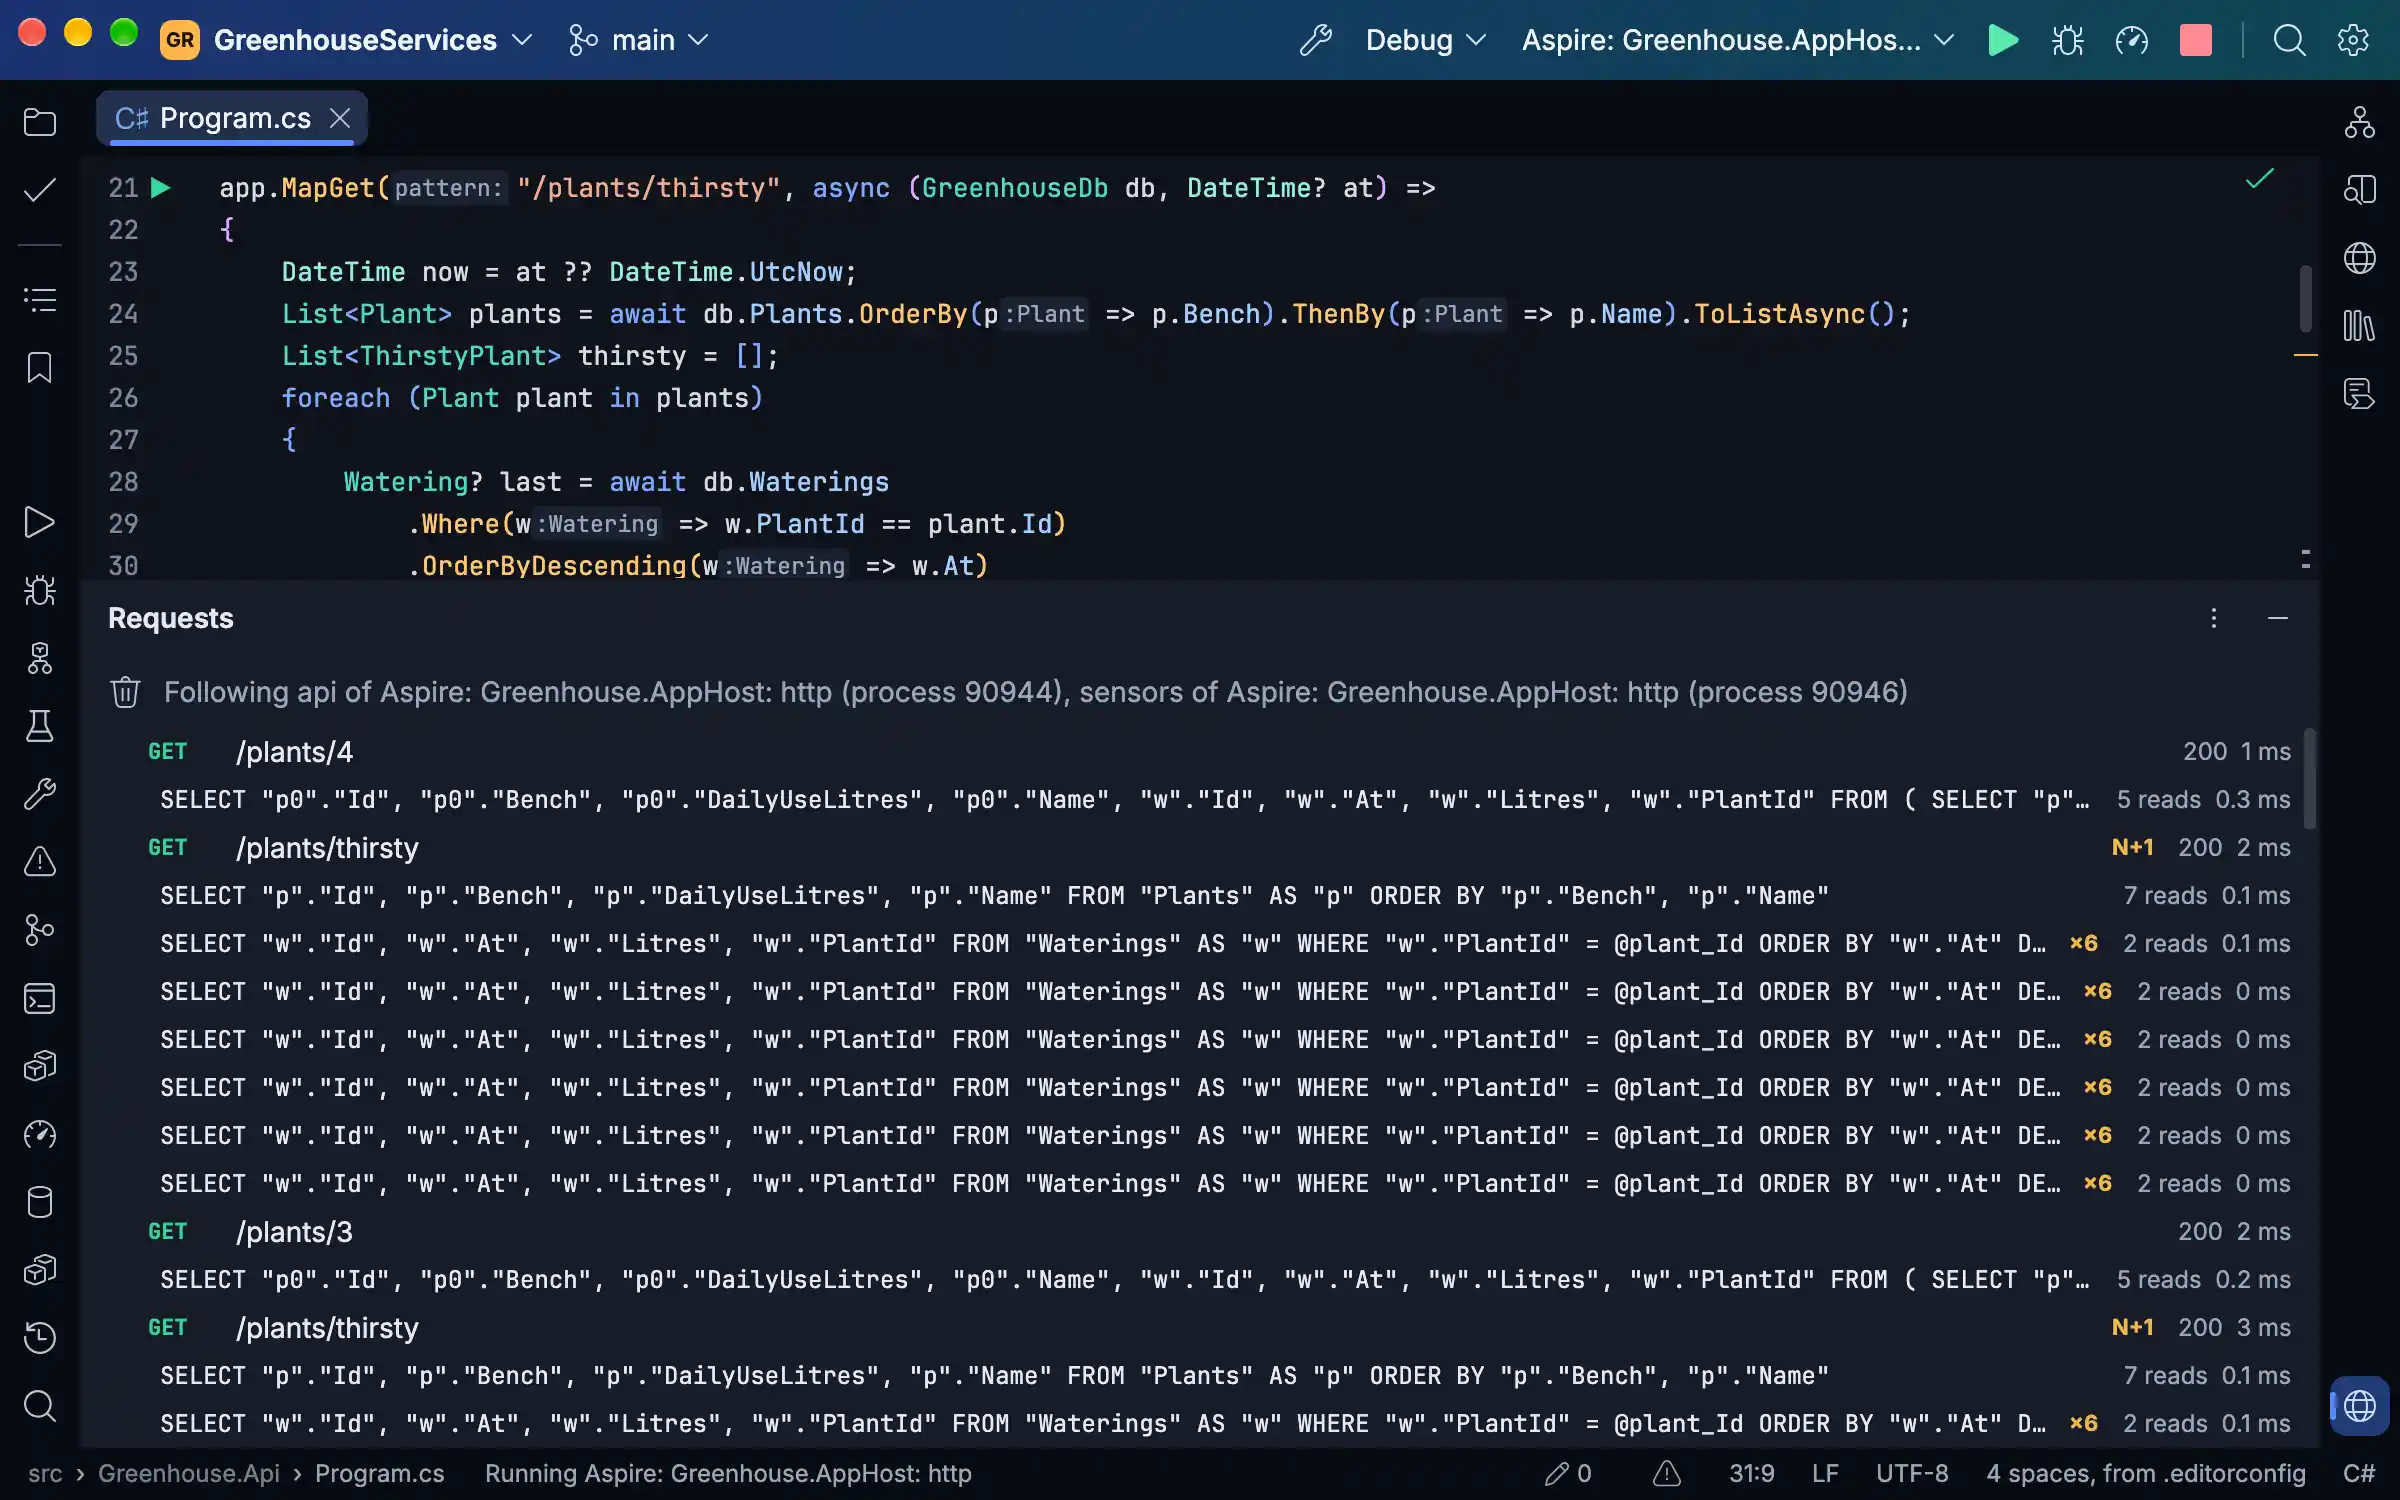 GR GreenhouseServices main Debug Aspire: Greenhouse.AppHos...
C# Program.cs
21 app.MapGet(pattern: "/plants/thirsty", async (GreenhouseDb db, DateTime? at) =>
22 {
23 DateTime now = at ?? DateTime.UtcNow;
24 List<Plant> plants = await db.Plants.OrderBy(p:Plant => p.Bench).ThenBy(p:Plant => p.Name).ToListAsync();
25 List<ThirstyPlant> thirsty = [];
26 foreach (Plant plant in plants)
27 {
28 Watering? last = await db.Waterings
29 .Where(w:Watering => w.PlantId == plant.Id)
30 .OrderByDescending(w:Watering => w.At)
Requests
Following api of Aspire: Greenhouse.AppHost: http (process 90944), sensors of Aspire: Greenhouse.AppHost: http (process 90946)
GET /plants/4 200 1 ms
SELECT "p0"."Id", "p0"."Bench", "p0"."DailyUseLitres", "p0"."Name", "w"."Id", "w"."At", "w"."Litres", "w"."PlantId" FROM ( SELECT "p"… 5 reads 0.3 ms
GET /plants/thirsty N+1 200 2 ms
SELECT "p"."Id", "p"."Bench", "p"."DailyUseLitres", "p"."Name" FROM "Plants" AS "p" ORDER BY "p"."Bench", "p"."Name" 7 reads 0.1 ms
SELECT "w"."Id", "w"."At", "w"."Litres", "w"."PlantId" FROM "Waterings" AS "w" WHERE "w"."PlantId" = @plant_Id ORDER BY "w"."At" D… ×6 2 reads 0.1 ms
SELECT "w"."Id", "w"."At", "w"."Litres", "w"."PlantId" FROM "Waterings" AS "w" WHERE "w"."PlantId" = @plant_Id ORDER BY "w"."At" DE… ×6 2 reads 0 ms
SELECT "w"."Id", "w"."At", "w"."Litres", "w"."PlantId" FROM "Waterings" AS "w" WHERE "w"."PlantId" = @plant_Id ORDER BY "w"."At" DE… ×6 2 reads 0 ms
SELECT "w"."Id", "w"."At", "w"."Litres", "w"."PlantId" FROM "Waterings" AS "w" WHERE "w"."PlantId" = @plant_Id ORDER BY "w"."At" DE… ×6 2 reads 0 ms
SELECT "w"."Id", "w"."At", "w"."Litres", "w"."PlantId" FROM "Waterings" AS "w" WHERE "w"."PlantId" = @plant_Id ORDER BY "w"."At" DE… ×6 2 reads 0 ms
SELECT "w"."Id", "w"."At", "w"."Litres", "w"."PlantId" FROM "Waterings" AS "w" WHERE "w"."PlantId" = @plant_Id ORDER BY "w"."At" DE… ×6 2 reads 0 ms
GET /plants/3 200 2 ms
SELECT "p0"."Id", "p0"."Bench", "p0"."DailyUseLitres", "p0"."Name", "w"."Id", "w"."At", "w"."Litres", "w"."PlantId" FROM ( SELECT "p"… 5 reads 0.2 ms
GET /plants/thirsty N+1 200 3 ms
SELECT "p"."Id", "p"."Bench", "p"."DailyUseLitres", "p"."Name" FROM "Plants" AS "p" ORDER BY "p"."Bench", "p"."Name" 7 reads 0.1 ms
SELECT "w"."Id", "w"."At", "w"."Litres", "w"."PlantId" FROM "Waterings" AS "w" WHERE "w"."PlantId" = @plant_Id ORDER BY "w"."At" D… ×6 2 reads 0.1 ms
src › Greenhouse.Api › Program.cs Running Aspire: Greenhouse.AppHost: http 0 31:9 LF UTF-8 4 spaces, from .editorconfig C#